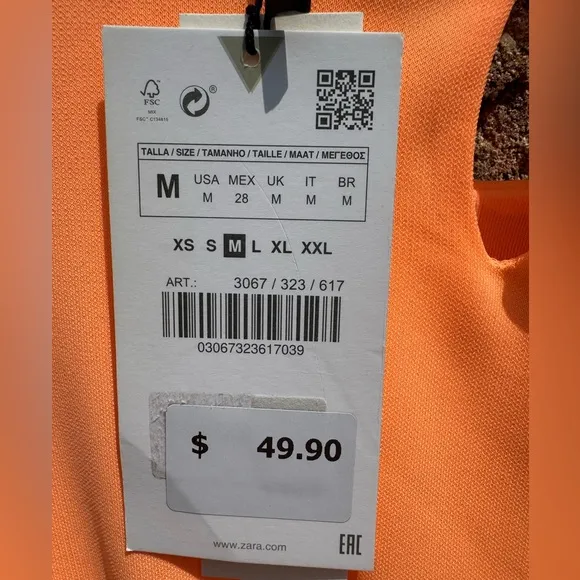 FSC
TALLA / SIZE / TAMANHO / TAILLE / MAAT / ΜΕΓΕΘΟΣ
M
USA MEX UK IT BR
M 28 M M M
XS S M L XL XXL
ART.: 3067 / 323 / 617
03067323617039
$ 49.90
www.zara.com
EAC